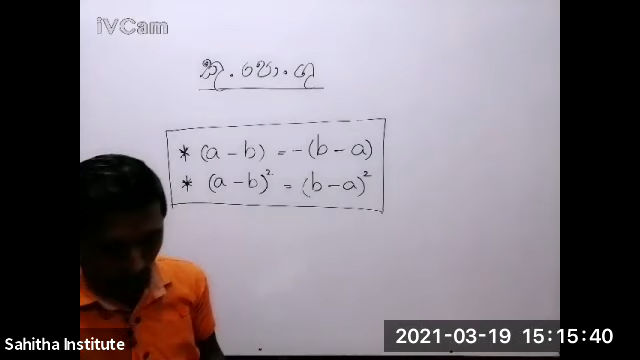 iVCam
කු. පො. ගු
* (a - b) = -(b - a)
* (a - b)² = (b - a)²
2021-03-19 15:15:40
Sahitha Institute